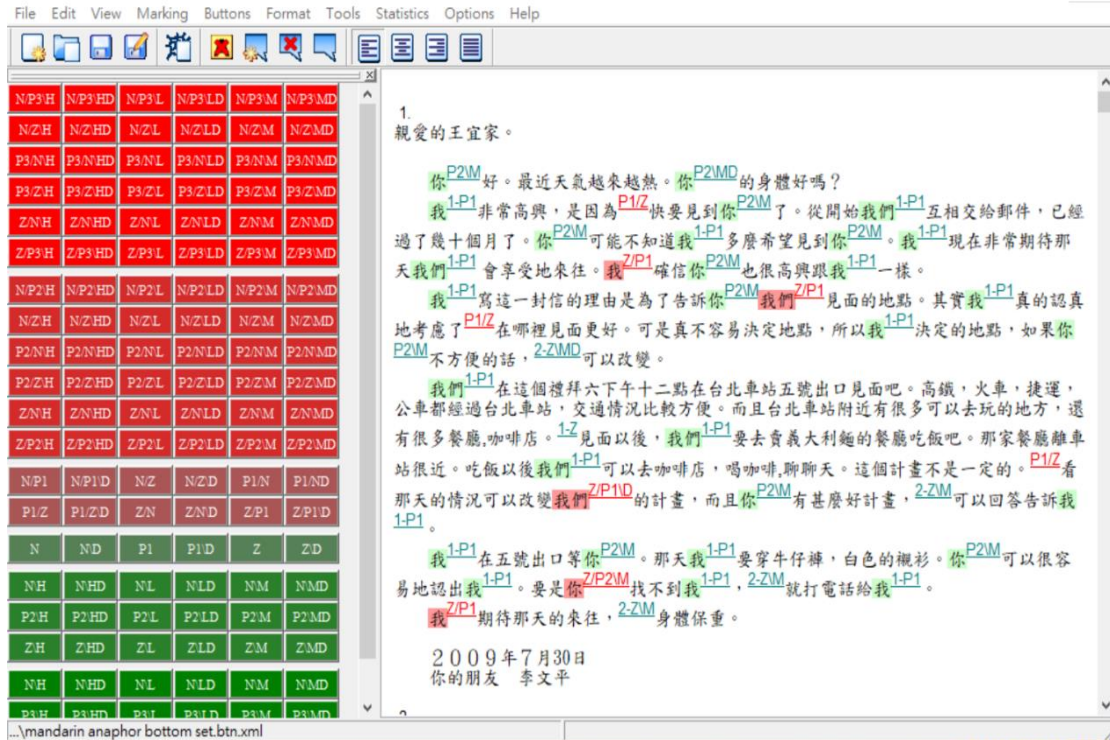 File Edit View Marking Buttons Format Tools Statistics Options Help
N/P3\H N/P3\HD N/P3\L N/P3\LD N/P3\M N/P3\MD
N/Z\H N/Z\HD N/Z\L N/Z\LD N/Z\M N/Z\MD
P3/N\H P3/N\HD P3/N\L P3/N\LD P3/N\M P3/N\MD
P3/Z\H P3/Z\HD P3/Z\L P3/Z\LD P3/Z\M P3/Z\MD
Z/N\H Z/N\HD Z/N\L Z/N\LD Z/N\M Z/N\MD
Z/P3\H Z/P3\HD Z/P3\L Z/P3\LD Z/P3\M Z/P3\MD
N/P2\H N/P2\HD N/P2\L N/P2\LD N/P2\M N/P2\MD
N/Z\H N/Z\HD N/Z\L N/Z\LD N/Z\M N/Z\MD
P2/N\H P2/N\HD P2/N\L P2/N\LD P2/N\M P2/N\MD
P2/Z\H P2/Z\HD P2/Z\L P2/Z\LD P2/Z\M P2/Z\MD
Z/N\H Z/N\HD Z/N\L Z/N\LD Z/N\M Z/N\MD
Z/P2\H Z/P2\HD Z/P2\L Z/P2\LD Z/P2\M Z/P2\MD
N/P1 N/P1\D N/Z N/Z\D P1/N P1/N\D
P1/Z P1/Z\D Z/N Z/N\D Z/P1 Z/P1\D
N N\D P1 P1\D Z Z\D
N\H N\HD N\L N\LD N\M N\MD
P2\H P2\HD P2\L P2\LD P2\M P2\MD
Z\H Z\HD Z\L Z\LD Z\M Z\MD
N\H N\HD N\L N\LD N\M N\MD
P3\H P3\HD P3\L P3\LD P3\M P3\MD
1.
親愛的王宜家。
你P2\M好。最近天氣越來越熱。你P2\MD的身體好嗎？
我1-P1非常高興，是因為P1/Z快要見到你P2\M了。從開始我們1-P1互相交給郵件，已經
過了幾十個月了。你P2\M可能不知道我1-P1多麼希望見到你P2\M。我1-P1現在非常期待那
天我們1-P1 會享受地來往。我Z/P1確信你P2\M也很高興跟我1-P1一樣。
我1-P1寫這一封信的理由是為了告訴你P2\M我們Z/P1見面的地點。其實我1-P1真的認真
地考慮了P1/Z在哪裡見面更好。可是真不容易決定地點，所以我1-P1決定的地點，如果你
P2\M不方便的話，2-Z\MD可以改變。
我們1-P1在這個禮拜六下午十二點在台北車站五號出口見面吧。高鐵，火車，捷運，
公車都經過台北車站，交通情況比較方便。而且台北車站附近有很多可以去玩的地方，還
有很多餐廳,咖啡店。1-Z見面以後，我們1-P1要去賣義大利麵的餐廳吃飯吧。那家餐廳離車
站很近。吃飯以後我們1-P1可以去咖啡店，喝咖啡,聊聊天。這個計畫不是一定的。P1/Z看
那天的情況可以改變我們Z/P1\D的計畫，而且你P2\M有甚麼好計畫，2-Z\M可以回答告訴我
1-P1。
我1-P1在五號出口等你P2\M。那天我1-P1要穿牛仔褲，白色的襯衫。你P2\M可以很容
易地認出我1-P1。要是你Z/P2\M找不到我1-P1，2-Z\M就打電話給我1-P1。
我Z/P1期待那天的來往，2-Z\M身體保重。
２００９年7月30日
你的朋友　李文平
...\mandarin anaphor bottom set.btn.xml